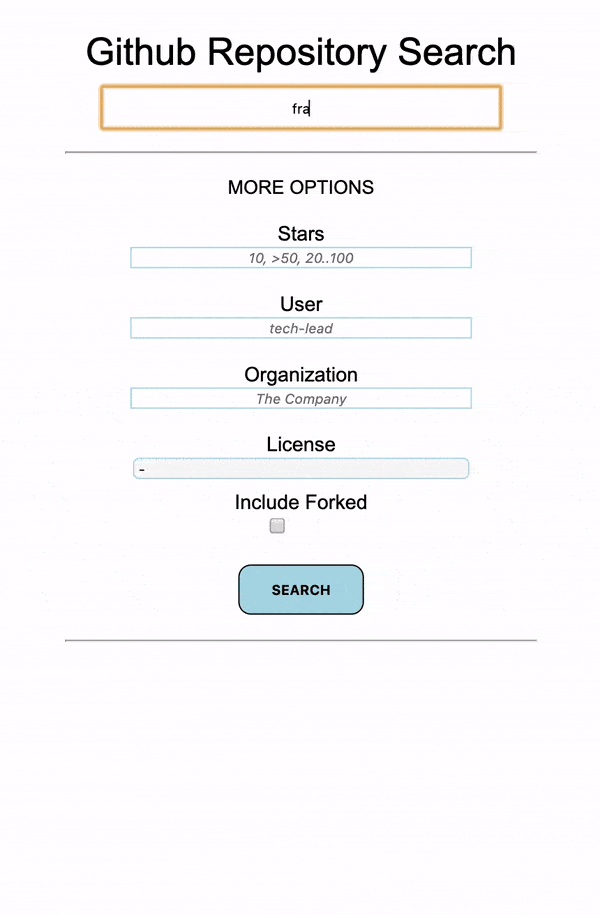 Github Repository Search
fra
MORE OPTIONS
Stars
10, >50, 20..100
User
tech-lead
Organization
The Company
License
-
Include Forked
SEARCH